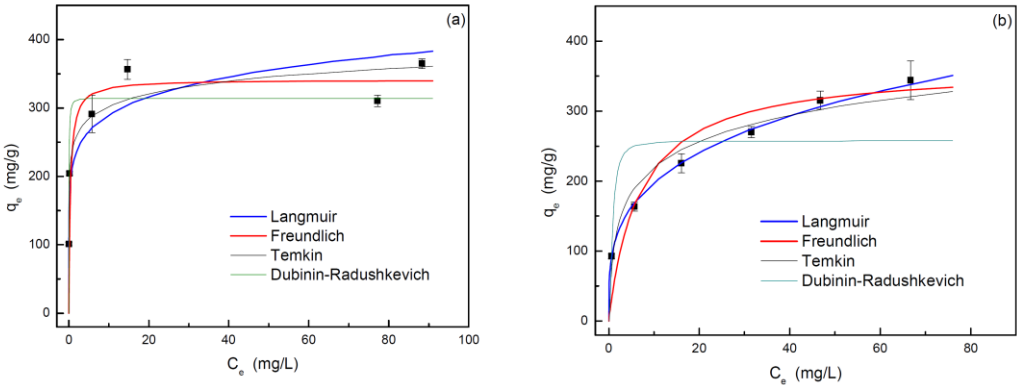 (a)
400
300
200
100
0
qe (mg/g)
Langmuir
Freundlich
Temkin
Dubinin-Radushkevich
0 20 40 60 80 100
Ce (mg/L)
(b)
400
300
200
100
0
qe (mg/g)
Langmuir
Freundlich
Temkin
Dubinin-Radushkevich
0 20 40 60 80
Ce (mg/L)